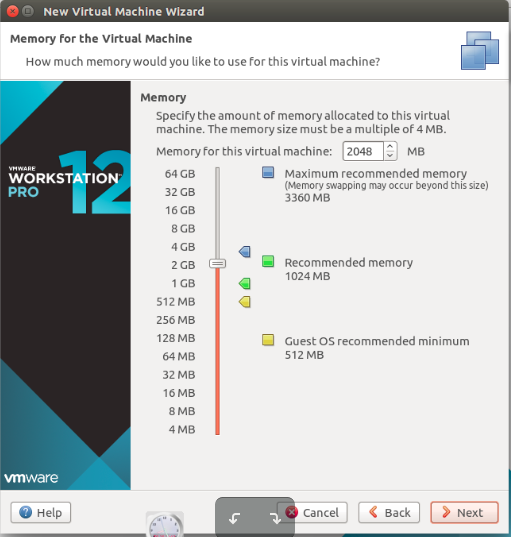 New Virtual Machine Wizard
Memory for the Virtual Machine
How much memory would you like to use for this virtual machine?
VMWARE
WORKSTATION™
PRO
12
Memory
Specify the amount of memory allocated to this virtual
machine. The memory size must be a multiple of 4 MB.
Memory for this virtual machine: 2048 MB
64 GB
32 GB
16 GB
8 GB
4 GB
2 GB
1 GB
512 MB
256 MB
128 MB
64 MB
32 MB
16 MB
8 MB
4 MB
Maximum recommended memory
(Memory swapping may occur beyond this size)
3360 MB
Recommended memory
1024 MB
Guest OS recommended minimum
512 MB
vmware
Help
Cancel
Back
Next